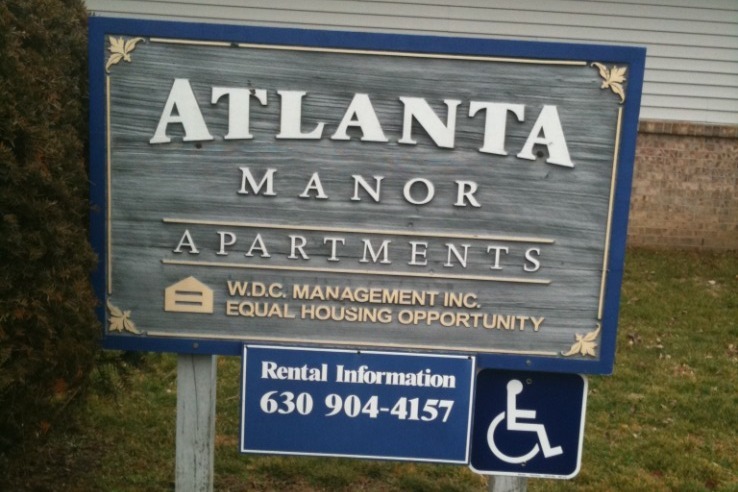 ATLANTA
MANOR
APARTMENTS
W.D.C. MANAGEMENT INC.
EQUAL HOUSING OPPORTUNITY
Rental Information
630 904-4157